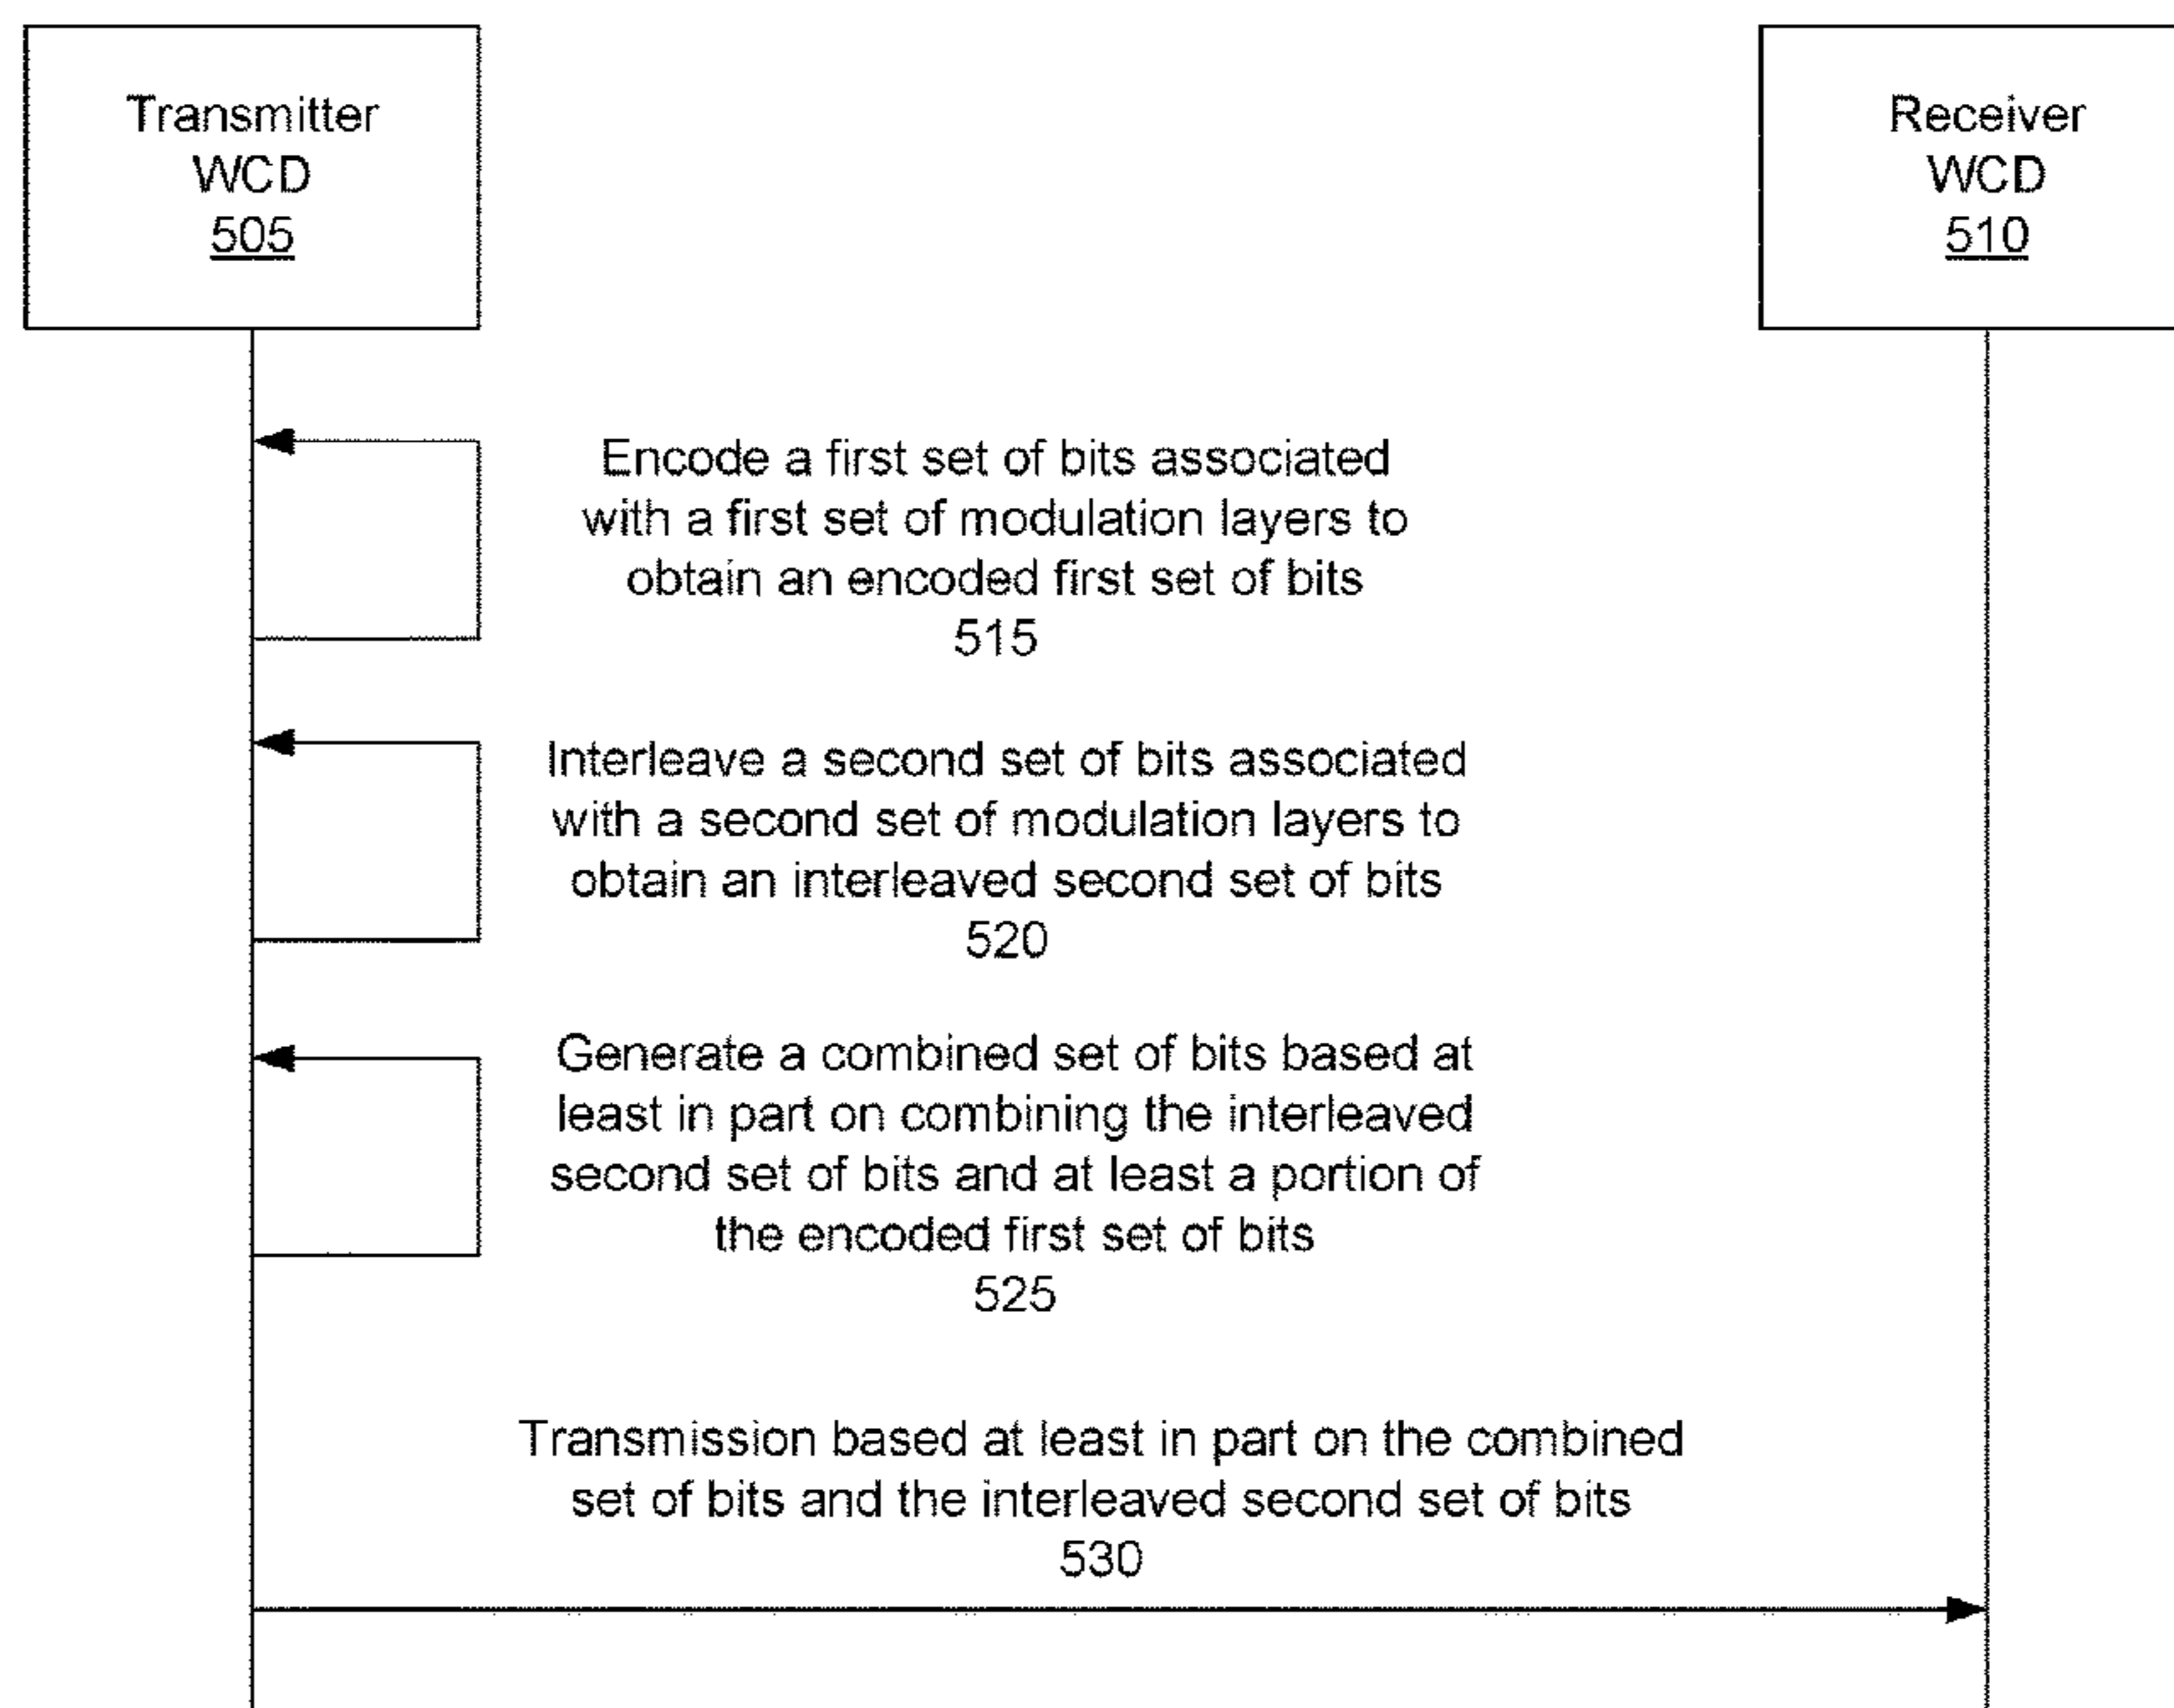 Transmitter
WCD
505
Receiver
WCD
510
Encode a first set of bits associated
with a first set of modulation layers to
obtain an encoded first set of bits
515
Interleave a second set of bits associated
with a second set of modulation layers to
obtain an interleaved second set of bits
520
Generate a combined set of bits based at
least in part on combining the interleaved
second set of bits and at least a portion of
the encoded first set of bits
525
Transmission based at least in part on the combined
set of bits and the interleaved second set of bits
530